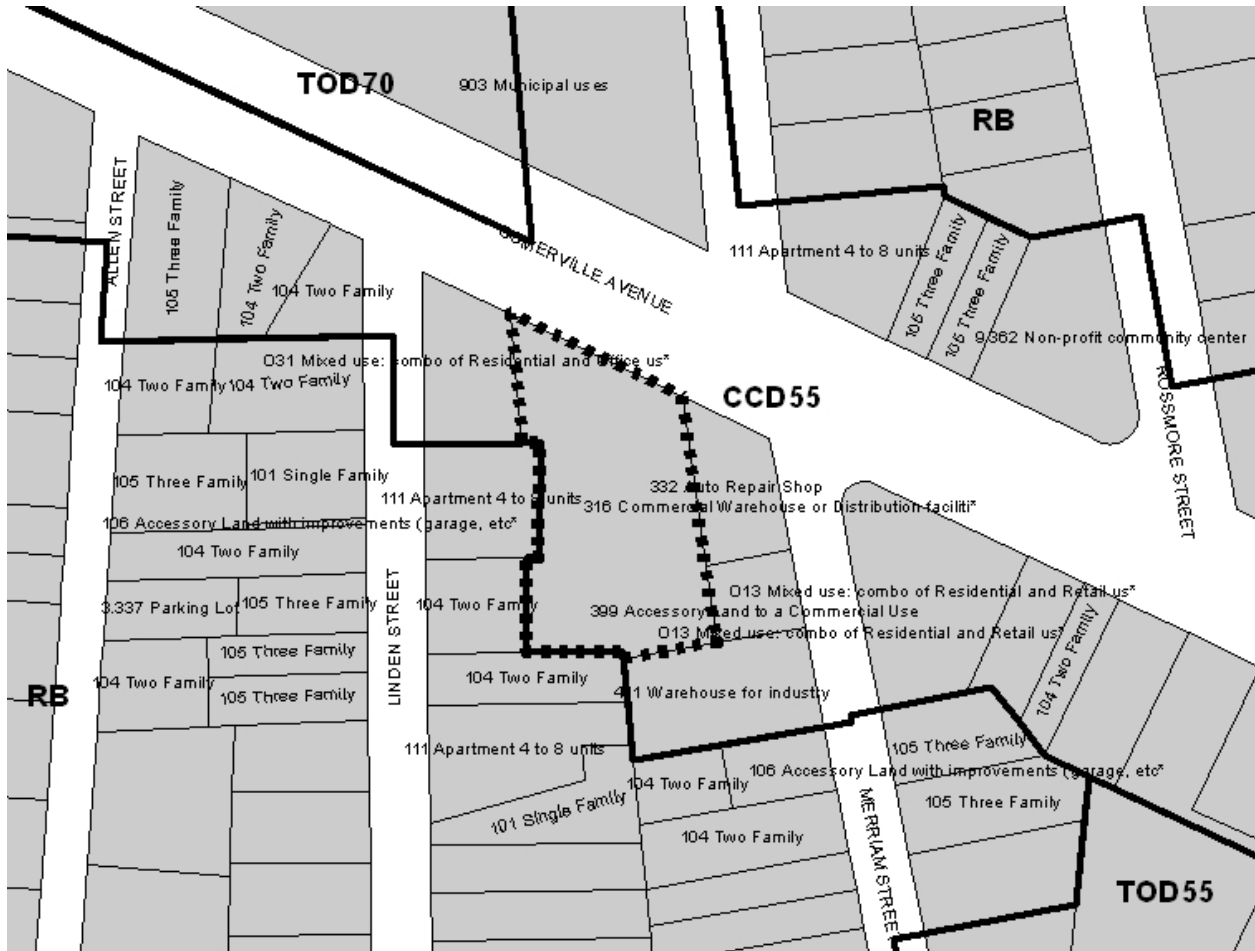 TOD70
903 Municipal uses
RB
ALLEN STREET
105 Three Family
104 Two Family
104 Two Family
SOMERVILLE AVENUE
111 Apartment 4 to 8 units
105 Three Family
105 Three Family
9.362 Non-profit community center
O31 Mixed use: combo of Residential and Office us*
104 Two Family
104 Two Family
CCD55
ROSSMORE STREET
105 Three Family
101 Single Family
111 Apartment 4 to 8 units
332 Auto Repair Shop
316 Commercial Warehouse or Distribution faciliti*
106 Accessory Land with improvements (garage, etc*
104 Two Family
3.337 Parking Lot
105 Three Family
LINDEN STREET
104 Two Family
O13 Mixed use: combo of Residential and Retail us*
399 Accessory Land to a Commercial Use
O13 Mixed use: combo of Residential and Retail us*
104 Two Family
105 Three Family
104 Two Family
105 Three Family
RB
104 Two Family
411 Warehouse for industry
111 Apartment 4 to 8 units
105 Three Family
104 Two Family
106 Accessory Land with improvements (garage, etc*
101 Single Family
105 Three Family
104 Two Family
MERRIAM STREET
TOD55